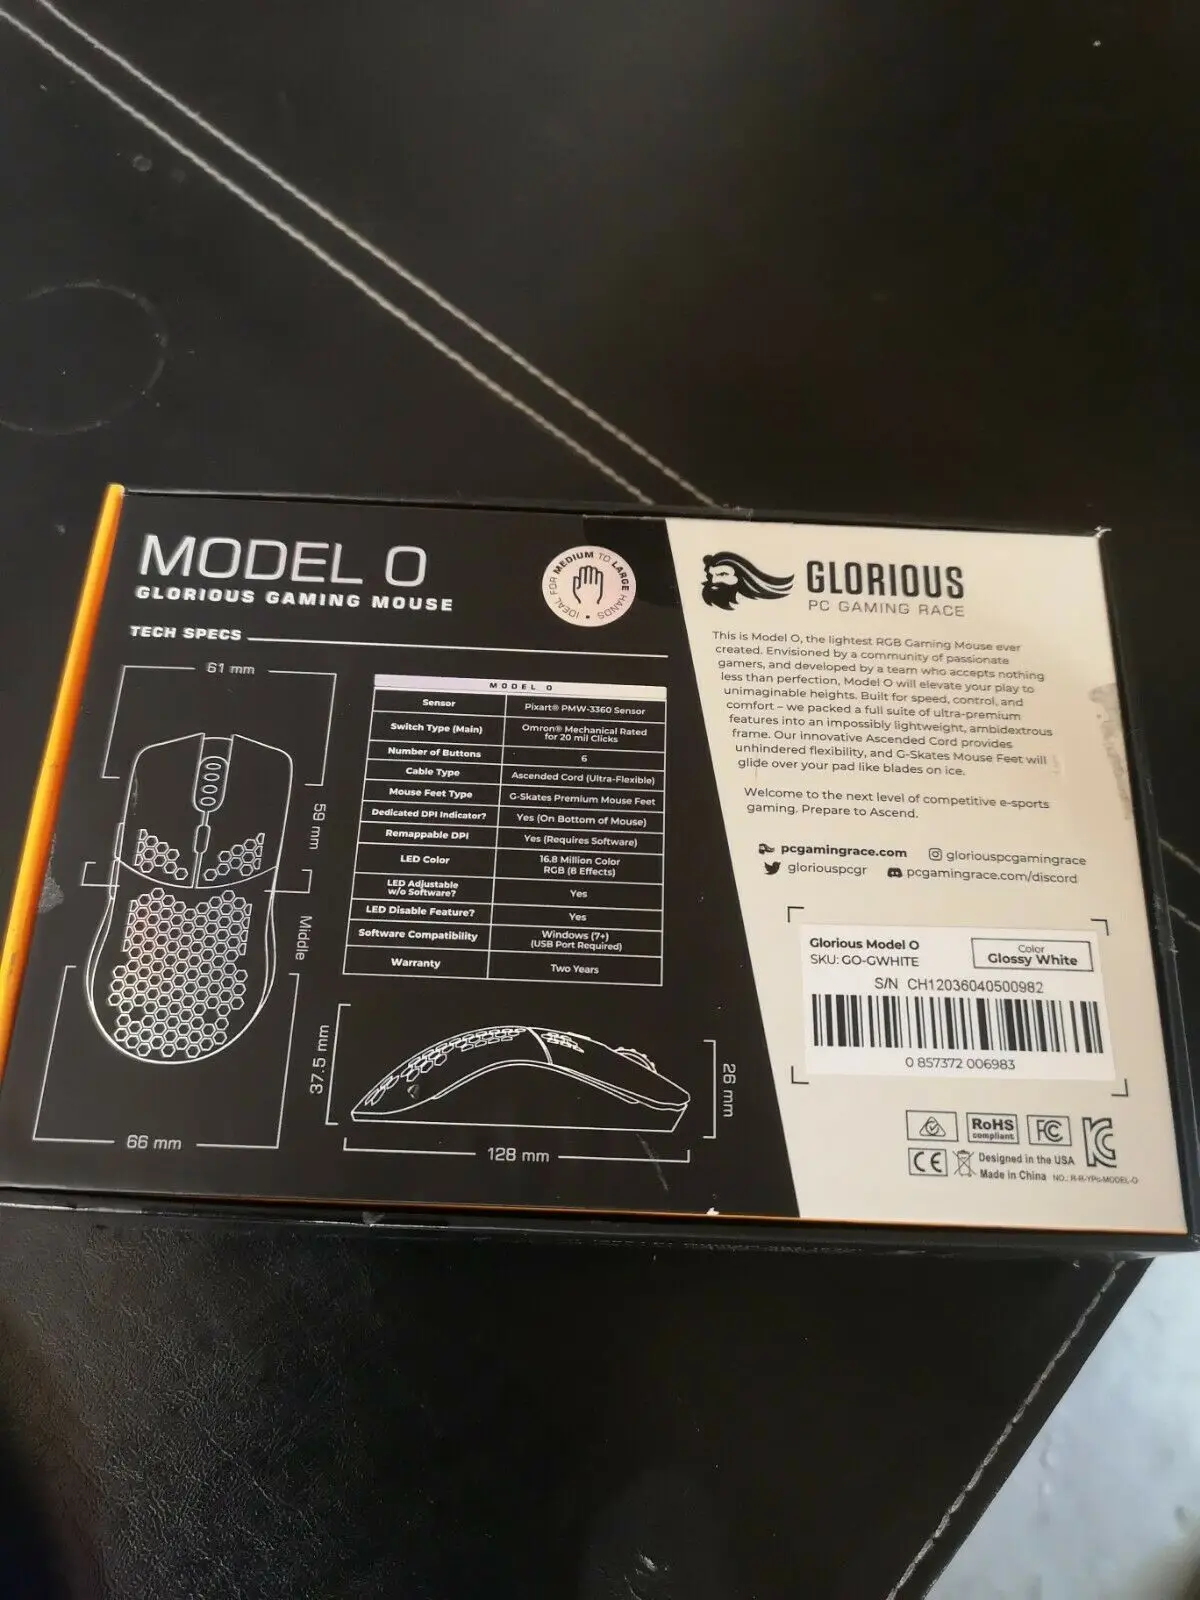 MODEL O
GLORIOUS GAMING MOUSE
IDEAL FOR MEDIUM TO LARGE HANDS •
TECH SPECS
61 mm
59 mm
Middle
66 mm
MODEL O
Sensor Pixart® PMW-3360 Sensor
Switch Type (Main) Omron® Mechanical Rated
for 20 mil Clicks
Number of Buttons 6
Cable Type Ascended Cord (Ultra-Flexible)
Mouse Feet Type G-Skates Premium Mouse Feet
Dedicated DPI Indicator? Yes (On Bottom of Mouse)
Remappable DPI Yes (Requires Software)
LED Color 16.8 Million Color
RGB (8 Effects)
LED Adjustable
w/o Software? Yes
LED Disable Feature? Yes
Software Compatibility Windows (7+)
(USB Port Required)
Warranty Two Years
37.5 mm
26 mm
128 mm
GLORIOUS
PC GAMING RACE
This is Model O, the lightest RGB Gaming Mouse ever
created. Envisioned by a community of passionate
gamers, and developed by a team who accepts nothing
less than perfection, Model O will elevate your play to
unimaginable heights. Built for speed, control, and
comfort – we packed a full suite of ultra-premium
features into an impossibly lightweight, ambidextrous
frame. Our innovative Ascended Cord provides
unhindered flexibility, and G-Skates Mouse Feet will
glide over your pad like blades on ice.
Welcome to the next level of competitive e-sports
gaming. Prepare to Ascend.
pcgamingrace.com gloriouspcgamingrace
gloriouspcgr pcgamingrace.com/discord
Glorious Model O
SKU: GO-GWHITE
Color
Glossy White
S/N CH12036040500982
0 857372 006983
RoHS
compliant
FC
CE
Designed in the USA
Made in China NO.: R-R-YPc-MODEL-O